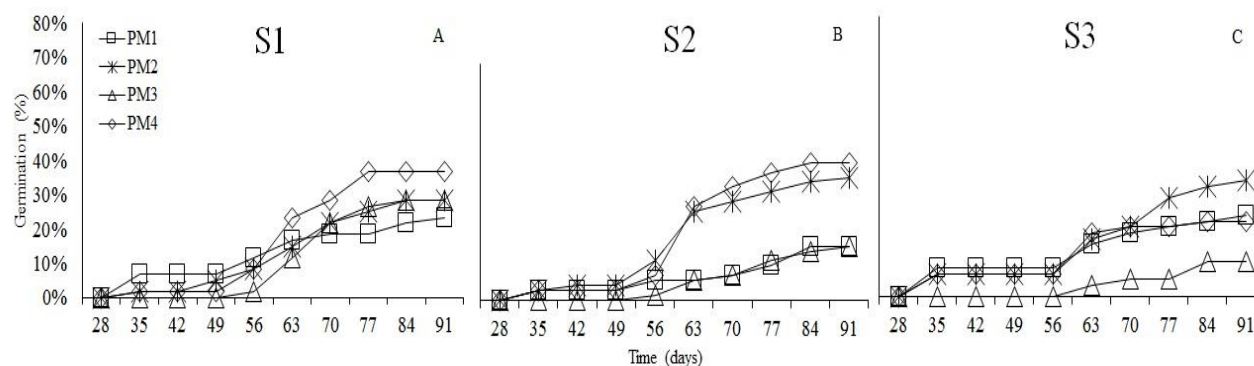 80%
70%
60%
50%
40%
30%
20%
10%
0%
Germination (%)
S1
A
PM1
PM2
PM3
PM4
28 35 42 49 56 63 70 77 84 91
S2
B
28 35 42 49 56 63 70 77 84 91
S3
C
28 35 42 49 56 63 70 77 84 91
Time (days)